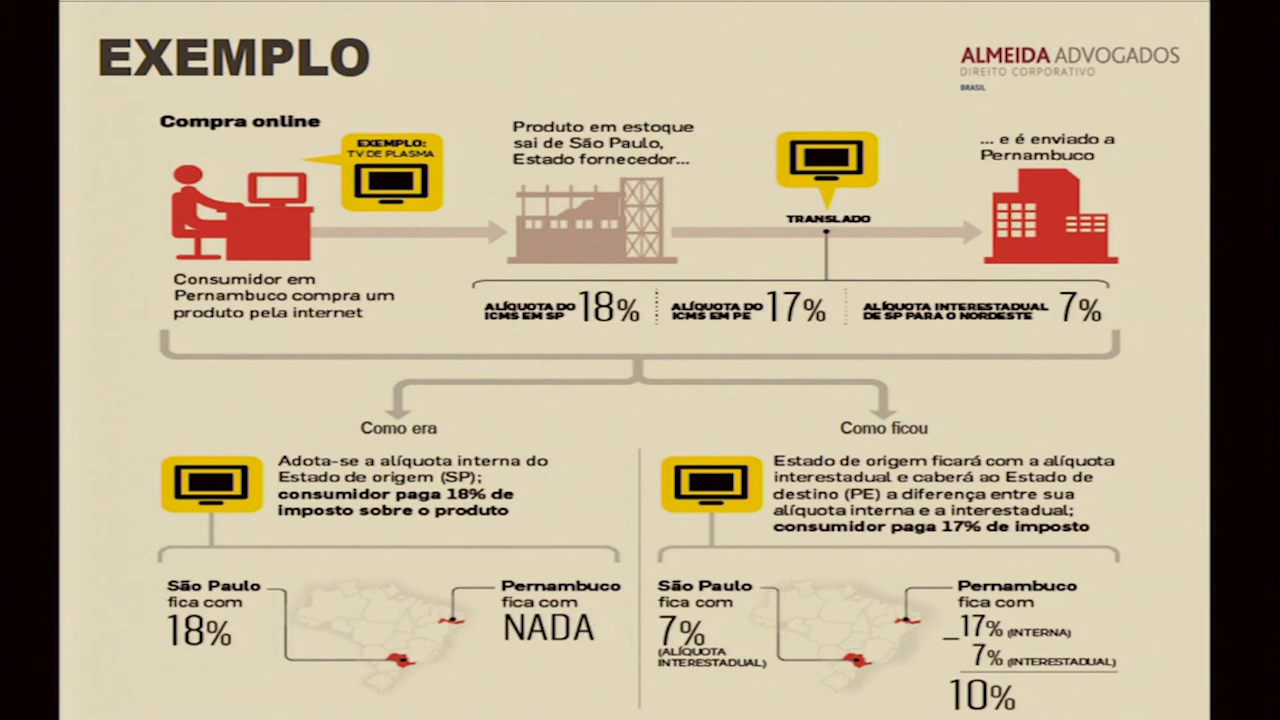 EXEMPLO
ALMEIDA ADVOGADOS
DIREITO CORPORATIVO
BRASIL
Compra online
EXEMPLO:
TV DE PLASMA
Produto em estoque
sai de São Paulo,
Estado fornecedor...
... e é enviado a
Pernambuco
TRANSLADO
Consumidor em
Pernambuco compra um
produto pela internet
ALÍQUOTA DO
ICMS EM SP
18%
ALÍQUOTA DO
ICMS EM PE
17%
ALÍQUOTA INTERESTADUAL
DE SP PARA O NORDESTE
7%
Como era
Adota-se a alíquota interna do
Estado de origem (SP);
consumidor paga 18% de
imposto sobre o produto
São Paulo
fica com
18%
Pernambuco
fica com
NADA
Como ficou
Estado de origem ficará com a alíquota
interestadual e caberá ao Estado de
destino (PE) a diferença entre sua
alíquota interna e a interestadual;
consumidor paga 17% de imposto
São Paulo
fica com
7%
(ALÍQUOTA
INTERESTADUAL)
Pernambuco
fica com
_17% (INTERNA)
7% (INTERESTADUAL)
10%